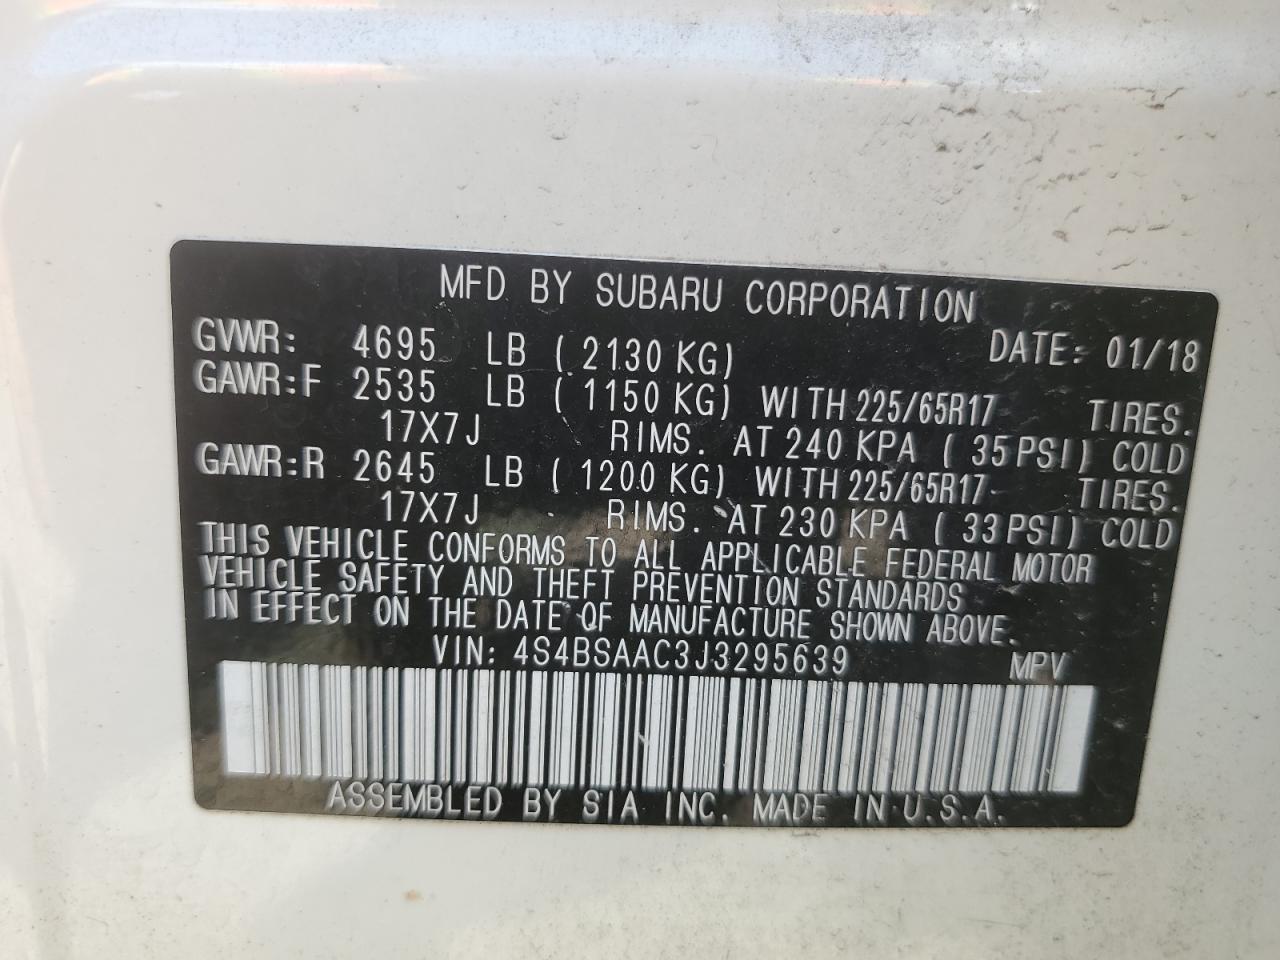 MFD BY SUBARU CORPORATION
GVWR: 4695 LB ( 2130 KG) DATE: 01/18
GAWR:F 2535 LB ( 1150 KG) WITH 225/65R17 TIRES.
17X7J RIMS. AT 240 KPA ( 35 PSI) COLD
GAWR:R 2645 LB ( 1200 KG) WITH 225/65R17 TIRES.
17X7J RIMS. AT 230 KPA ( 33 PSI) COLD
THIS VEHICLE CONFORMS TO ALL APPLICABLE FEDERAL MOTOR
VEHICLE SAFETY AND THEFT PREVENTION STANDARDS
IN EFFECT ON THE DATE OF MANUFACTURE SHOWN ABOVE.
VIN: 4S4BSAAC3J3295639 MPV
ASSEMBLED BY SIA INC. MADE IN U.S.A.